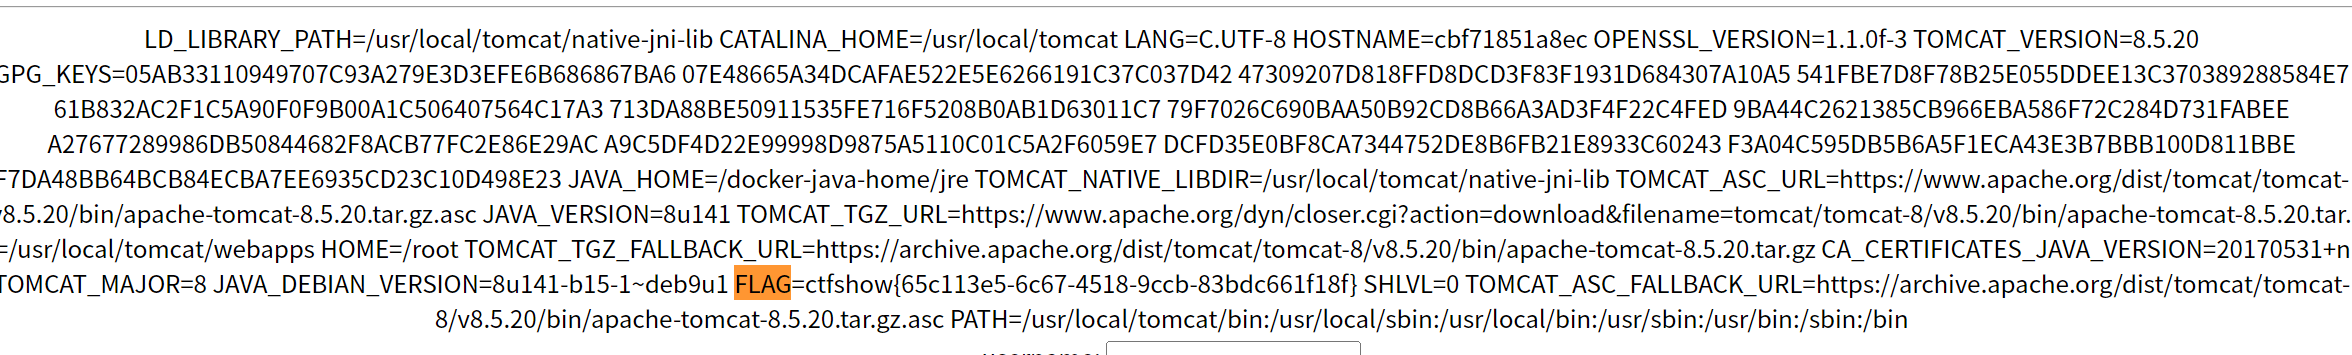 LD_LIBRARY_PATH=/usr/local/tomcat/native-jni-lib CATALINA_HOME=/usr/local/tomcat LANG=C.UTF-8 HOSTNAME=cbf71851a8ec OPENSSL_VERSION=1.1.0f-3 TOMCAT_VERSION=8.5.20
GPG_KEYS=05AB33110949707C93A279E3D3EFE6B686867BA6 07E48665A34DCAFAE522E5E6266191C37C037D42 47309207D818FFD8DCD3F83F1931D684307A10A5 541FBE7D8F78B25E055DDEE13C370389288584E7
61B832AC2F1C5A90F0F9B00A1C506407564C17A3 713DA88BE50911535FE716F5208B0AB1D63011C7 79F7026C690BAA50B92CD8B66A3AD3F4F22C4FED 9BA44C2621385CB966EBA586F72C284D731FABEE
A27677289986DB50844682F8ACB77FC2E86E29AC A9C5DF4D22E99998D9875A5110C01C5A2F6059E7 DCFD35E0BF8CA7344752DE8B6FB21E8933C60243 F3A04C595DB5B6A5F1ECA43E3B7BBB100D811BBE
F7DA48BB64BCB84ECBA7EE6935CD23C10D498E23 JAVA_HOME=/docker-java-home/jre TOMCAT_NATIVE_LIBDIR=/usr/local/tomcat/native-jni-lib TOMCAT_ASC_URL=https://www.apache.org/dist/tomcat/tomcat-
v8.5.20/bin/apache-tomcat-8.5.20.tar.gz.asc JAVA_VERSION=8u141 TOMCAT_TGZ_URL=https://www.apache.org/dyn/closer.cgi?action=download&filename=tomcat/tomcat-8/v8.5.20/bin/apache-tomcat-8.5.20.tar.
=/usr/local/tomcat/webapps HOME=/root TOMCAT_TGZ_FALLBACK_URL=https://archive.apache.org/dist/tomcat/tomcat-8/v8.5.20/bin/apache-tomcat-8.5.20.tar.gz CA_CERTIFICATES_JAVA_VERSION=20170531+n
TOMCAT_MAJOR=8 JAVA_DEBIAN_VERSION=8u141-b15-1~deb9u1 FLAG=ctfshow{65c113e5-6c67-4518-9ccb-83bdc661f18f} SHLVL=0 TOMCAT_ASC_FALLBACK_URL=https://archive.apache.org/dist/tomcat/tomcat-
8/v8.5.20/bin/apache-tomcat-8.5.20.tar.gz.asc PATH=/usr/local/tomcat/bin:/usr/local/sbin:/usr/local/bin:/usr/sbin:/usr/bin:/sbin:/bin